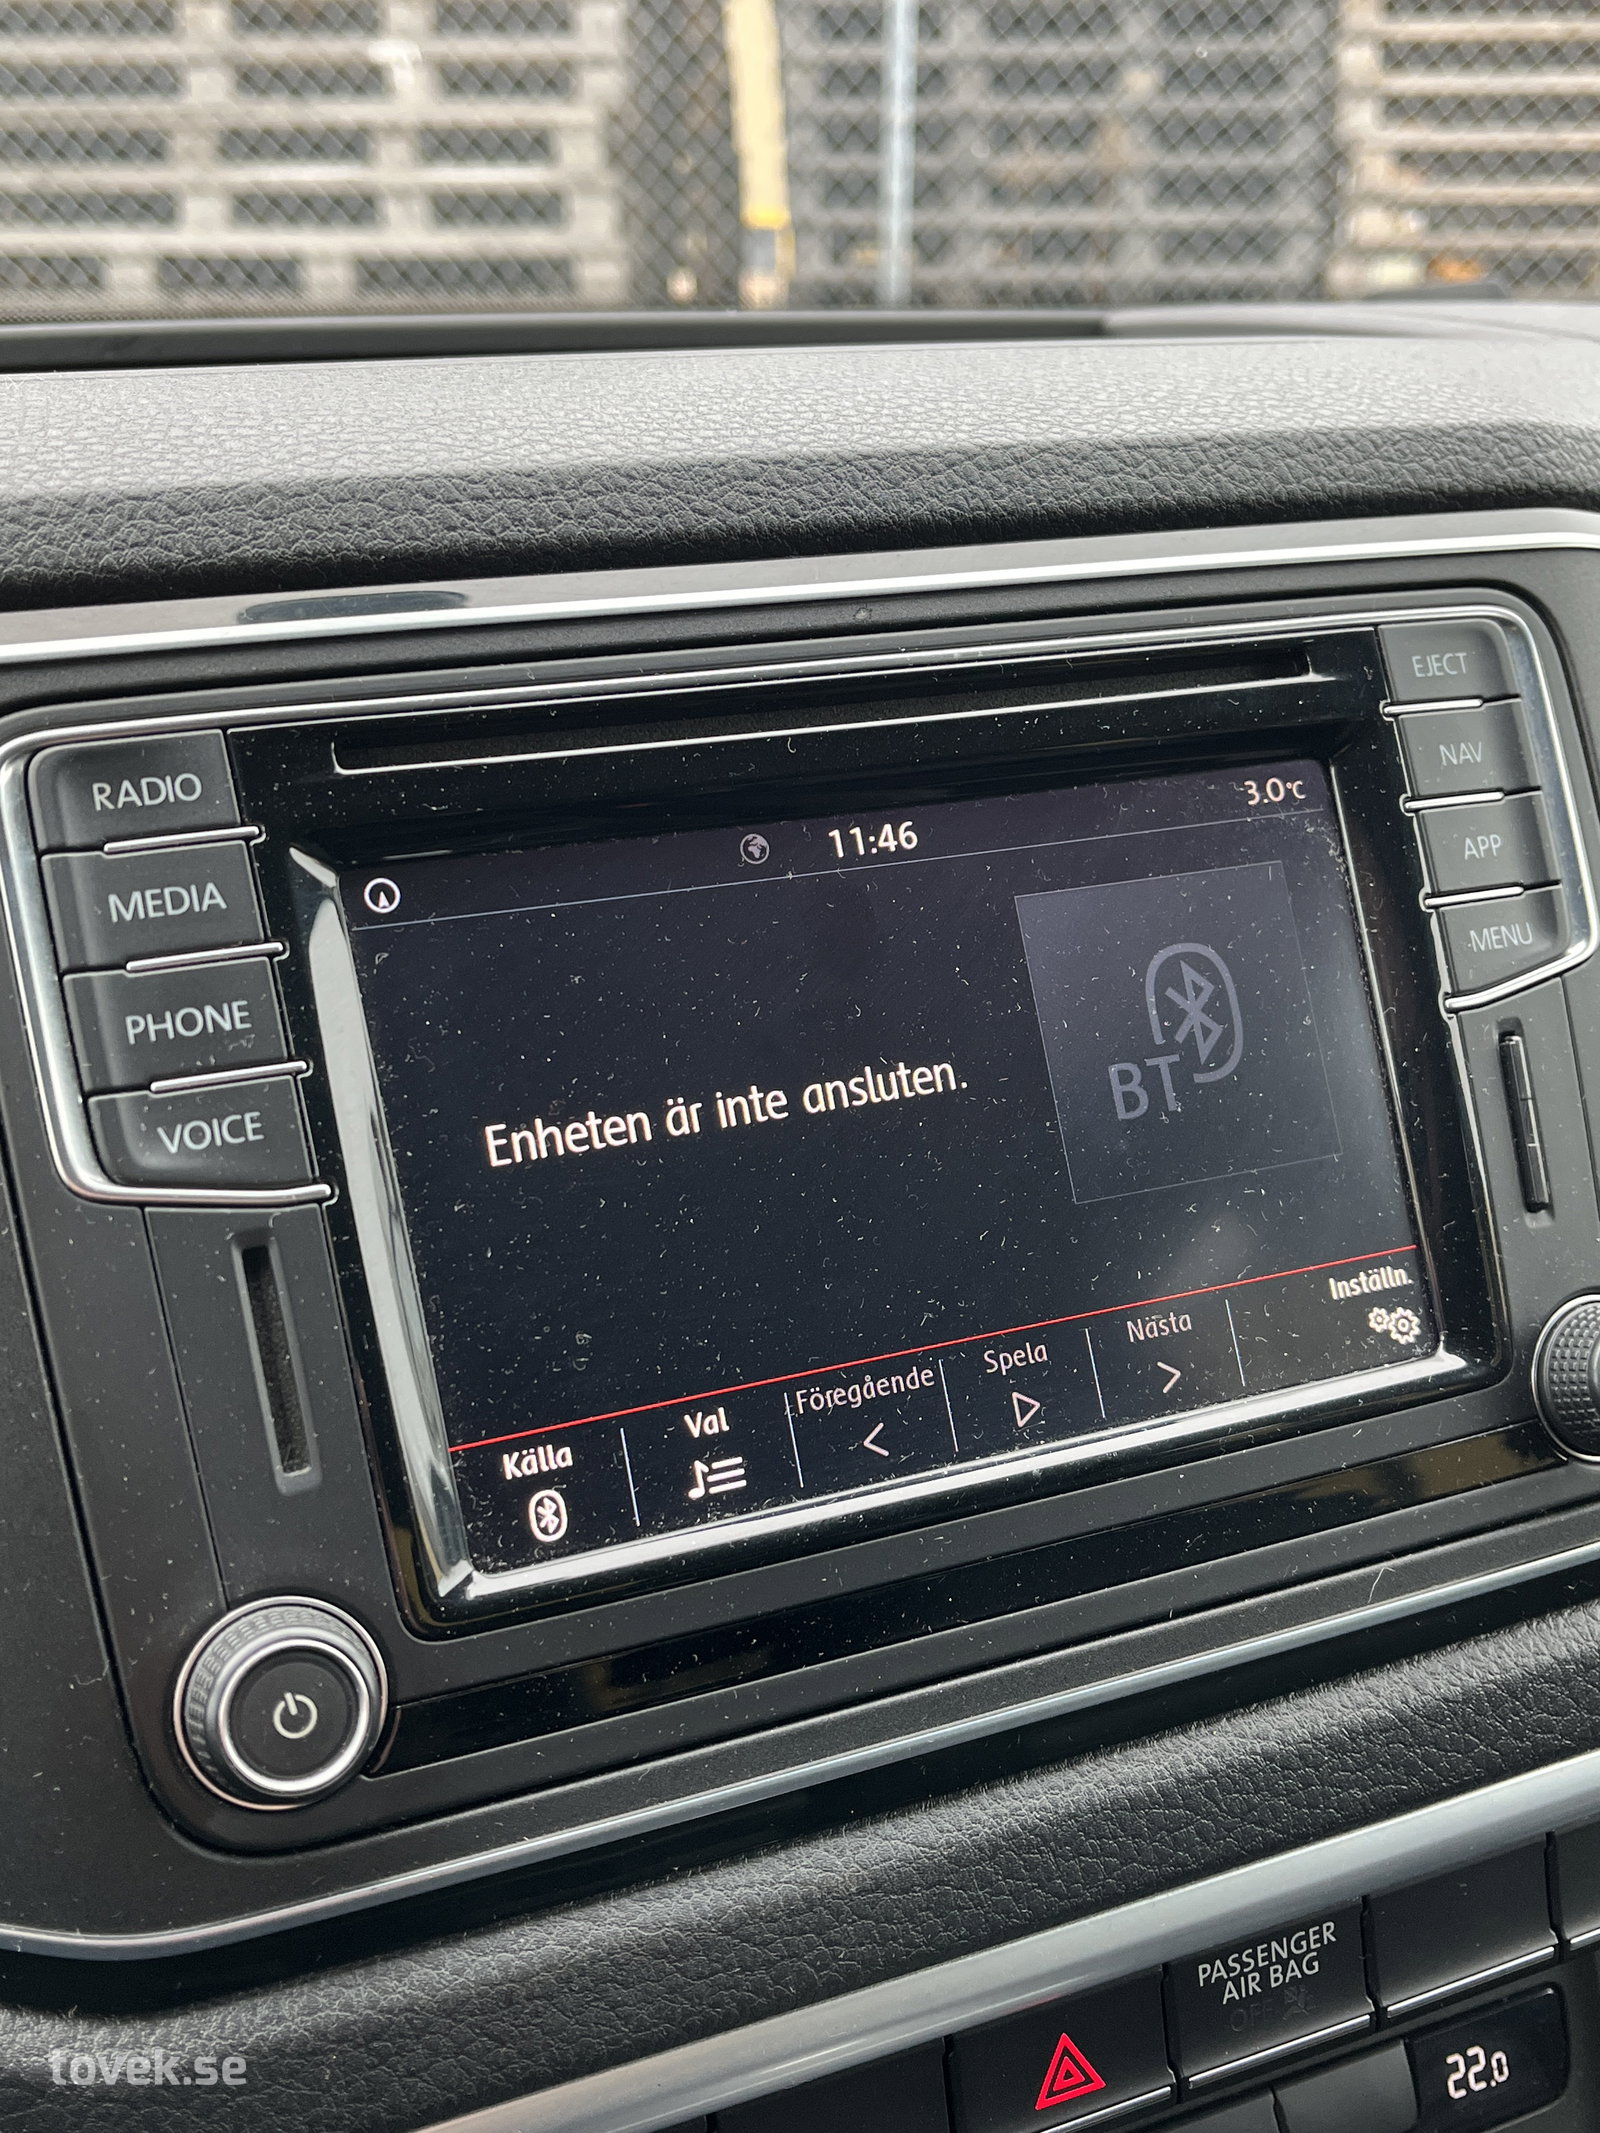 EJECT
RADIO
NAV
3.0°C
11:46
MEDIA
APP
MENU
PHONE
VOICE
Enheten är inte ansluten.
BT
Källa
Val
Föregående
Spela
Nästa
Inställn.
PASSENGER
AIR BAG
OFF
22.0
tovek.se